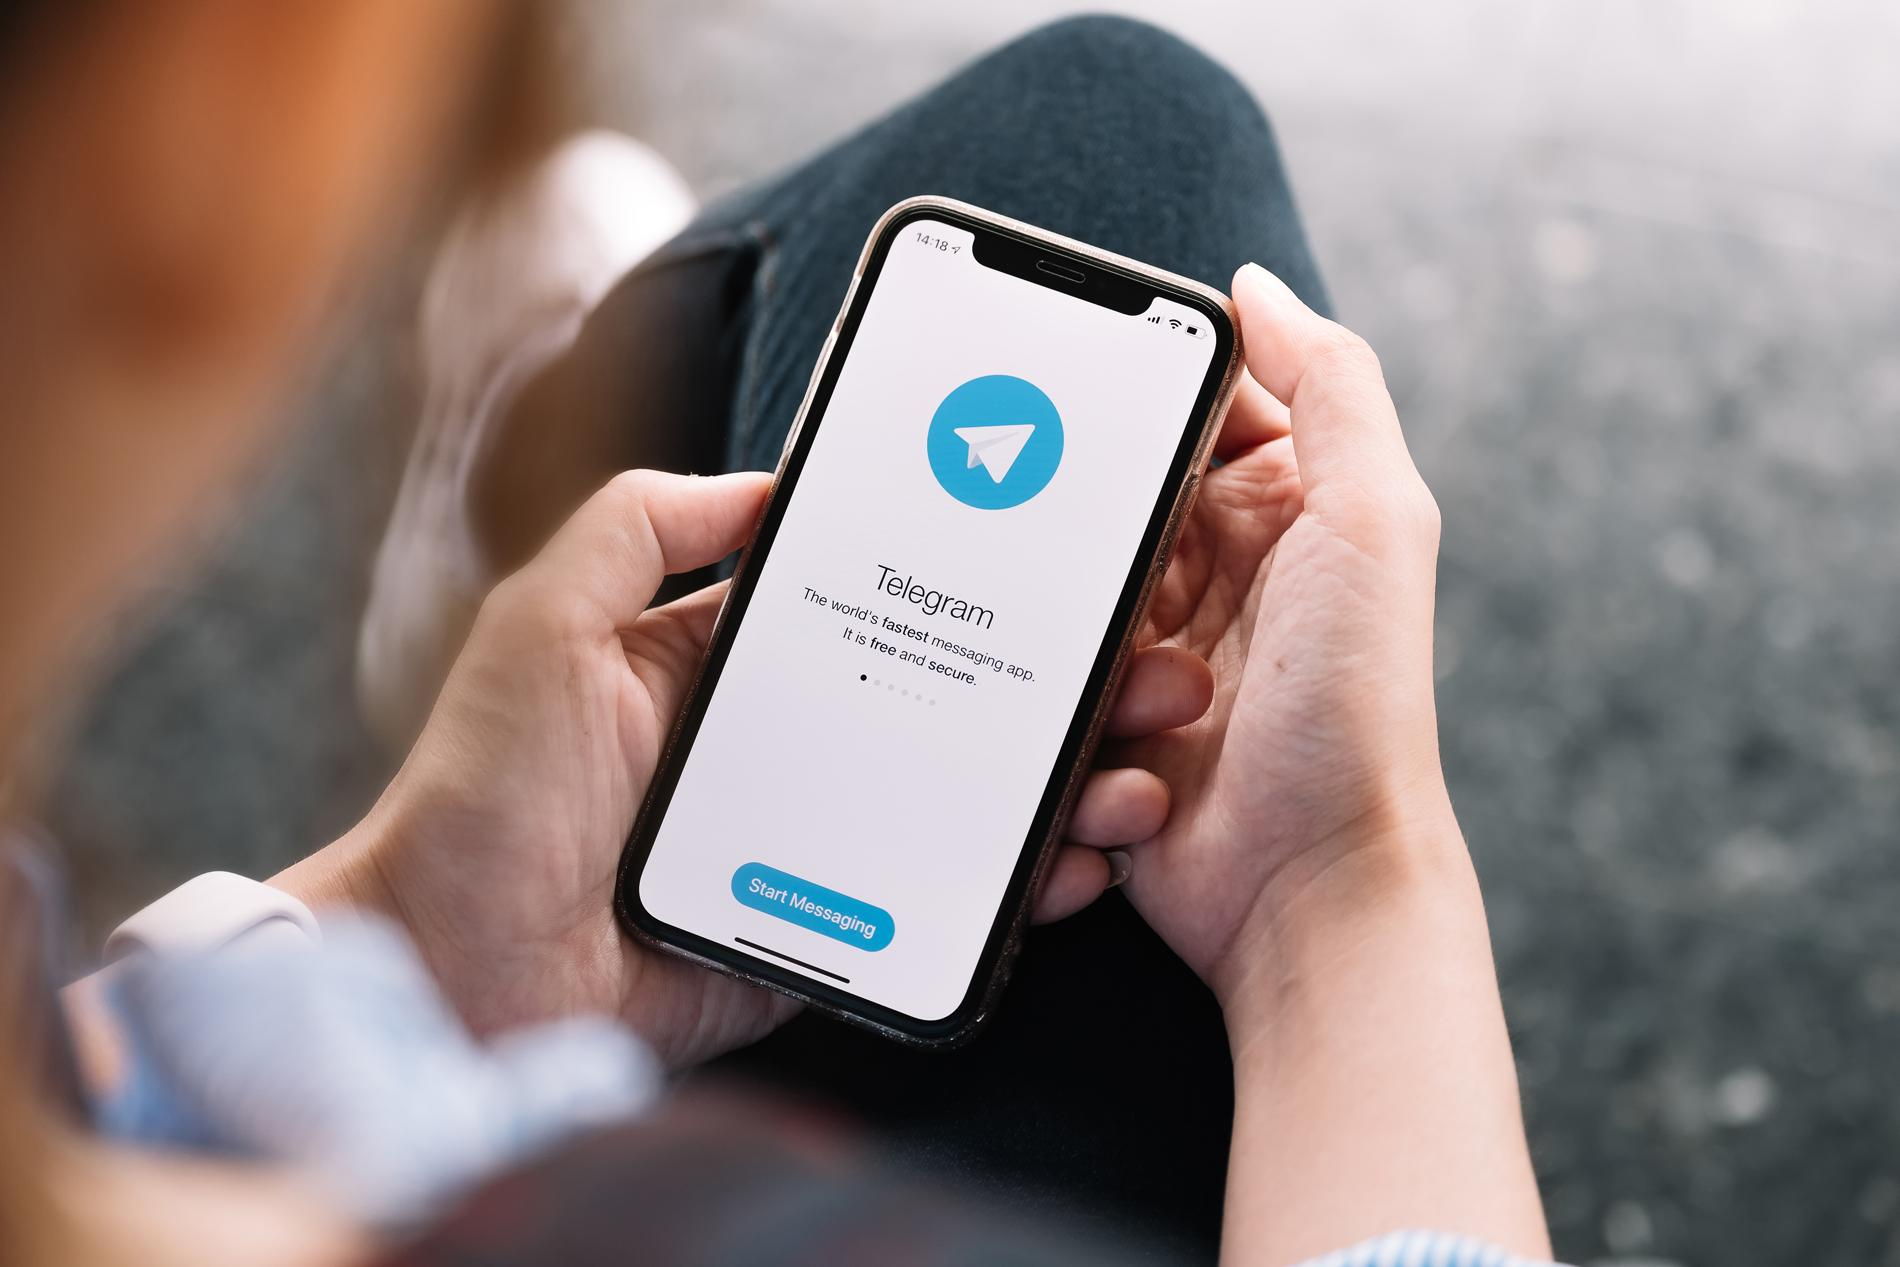 14:18
Telegram
The world's fastest messaging app.
It is free and secure.
Start Messaging